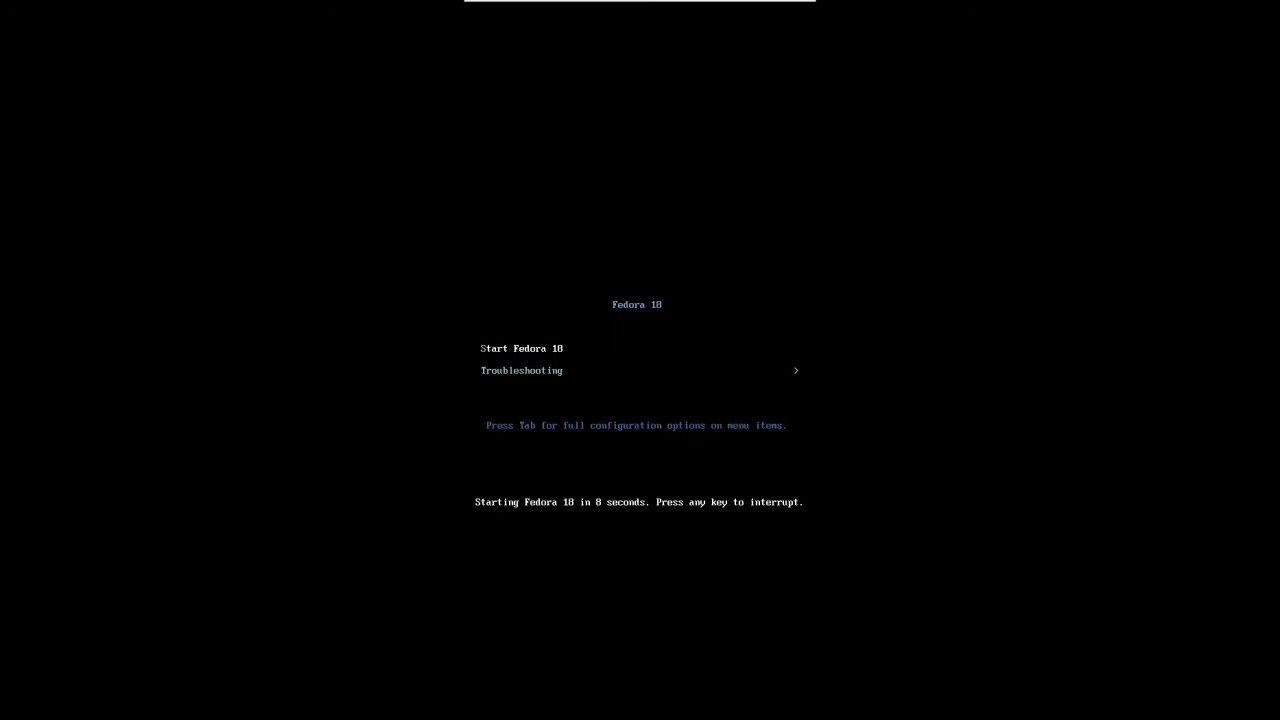 Fedora 18
Start Fedora 18
Troubleshooting >
Press Tab for full configuration options on menu items.
Starting Fedora 18 in 8 seconds. Press any key to interrupt.